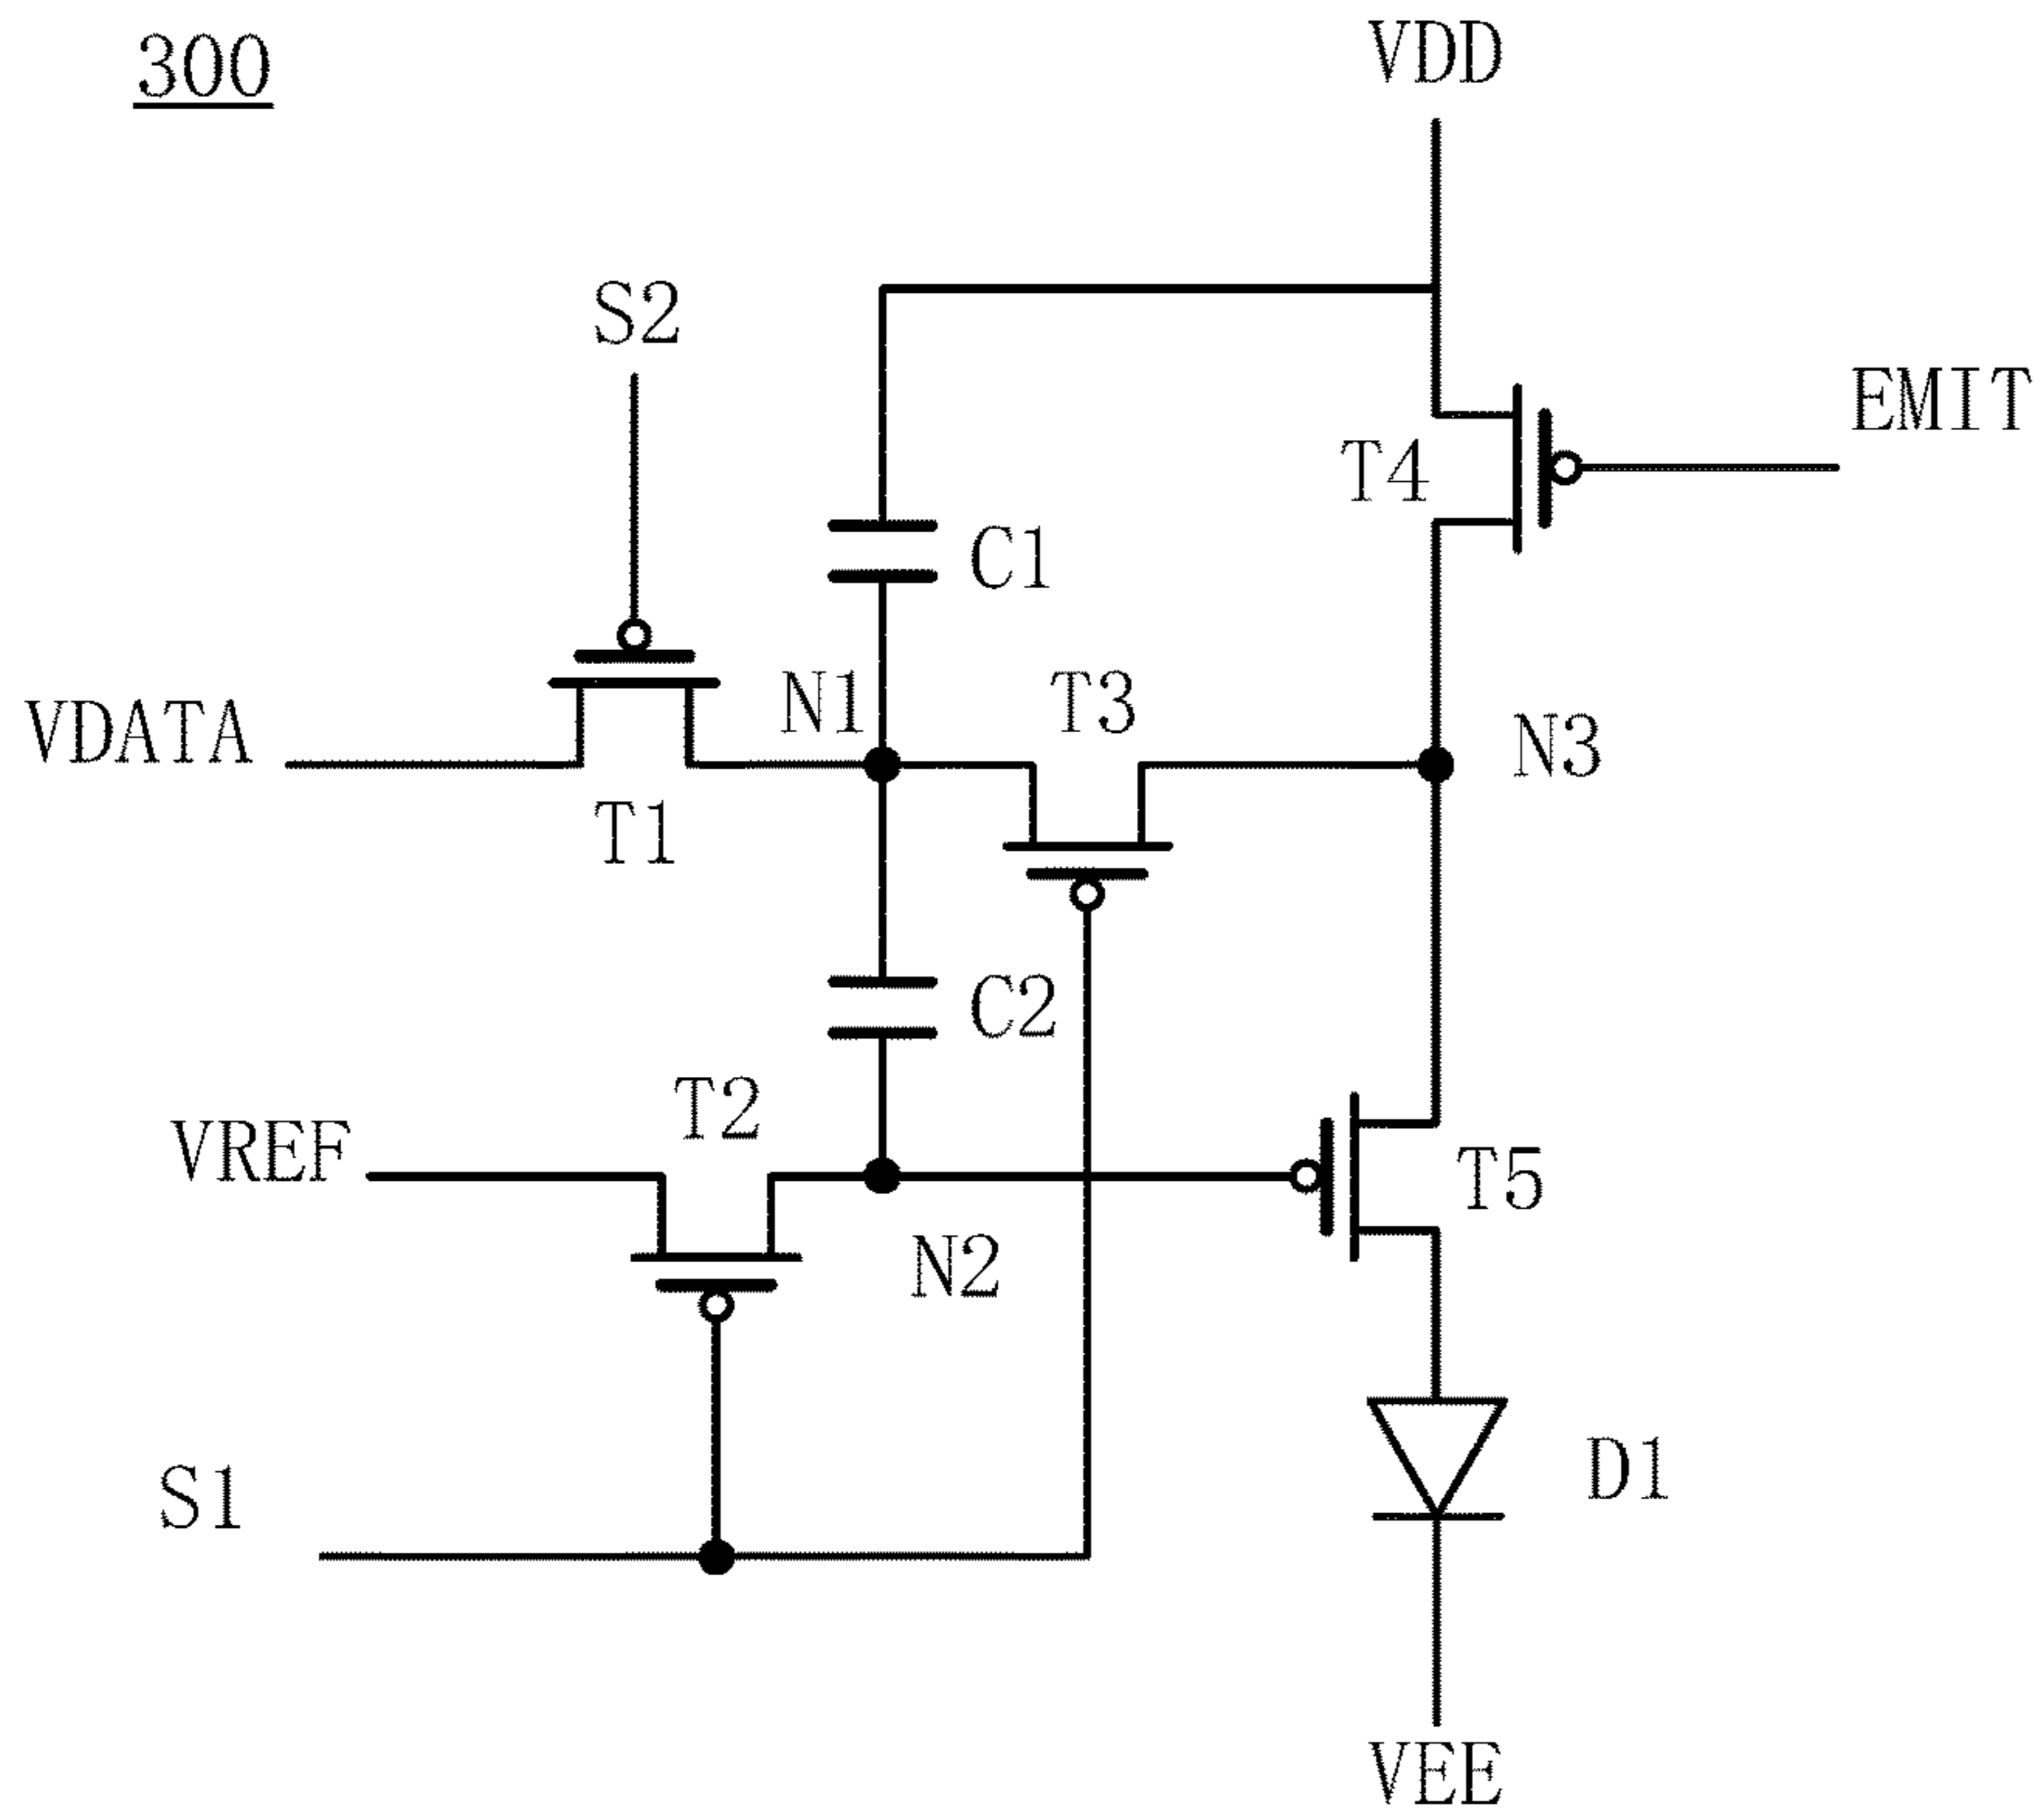 300
VDD
S2
EMIT
T4
C1
N1
T3
VDATA
N3
T1
C2
T2
VREF
T5
N2
S1
D1
VEE